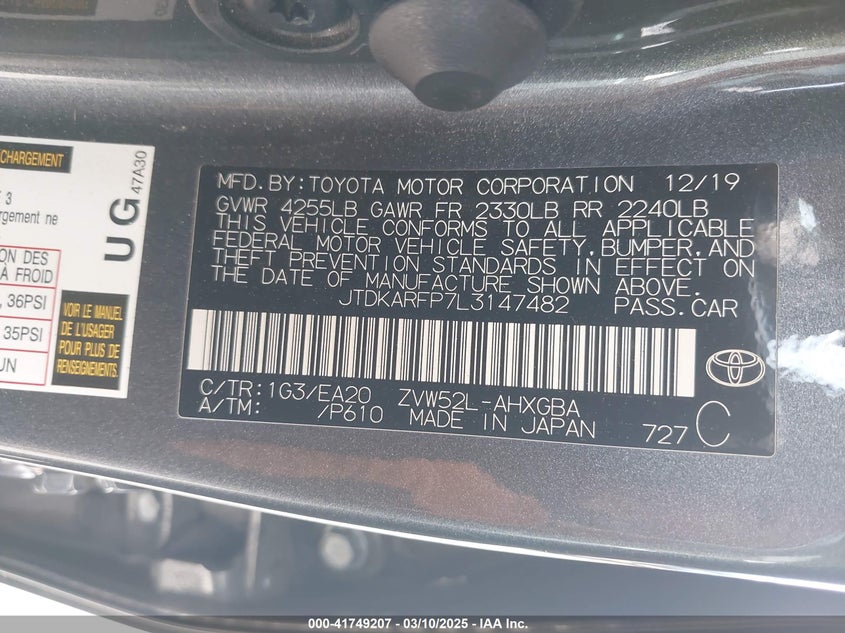 CHARGEMENT
UG
47A30
3
rgement ne
ION DES
À FROID
, 36PSI
35PSI
UN
VOIR LE MANUEL
DE L'USAGER
POUR PLUS DE
RENSEIGNEMENTS.
MFD.BY:TOYOTA MOTOR CORPORATION 12/19
GVWR 4255LB GAWR FR 2330LB RR 2240LB
THIS VEHICLE CONFORMS TO ALL APPLICABLE
FEDERAL MOTOR VEHICLE SAFETY,BUMPER,AND
THEFT PREVENTION STANDARDS IN EFFECT ON
THE DATE OF MANUFACTURE SHOWN ABOVE.
JTDKARFP7L3147482 PASS.CAR
C/TR:1G3/EA20 ZVW52L-AHXGBA
A/TM: /P610 MADE IN JAPAN 727 C
000-41749207 - 03/10/2025 - IAA Inc.